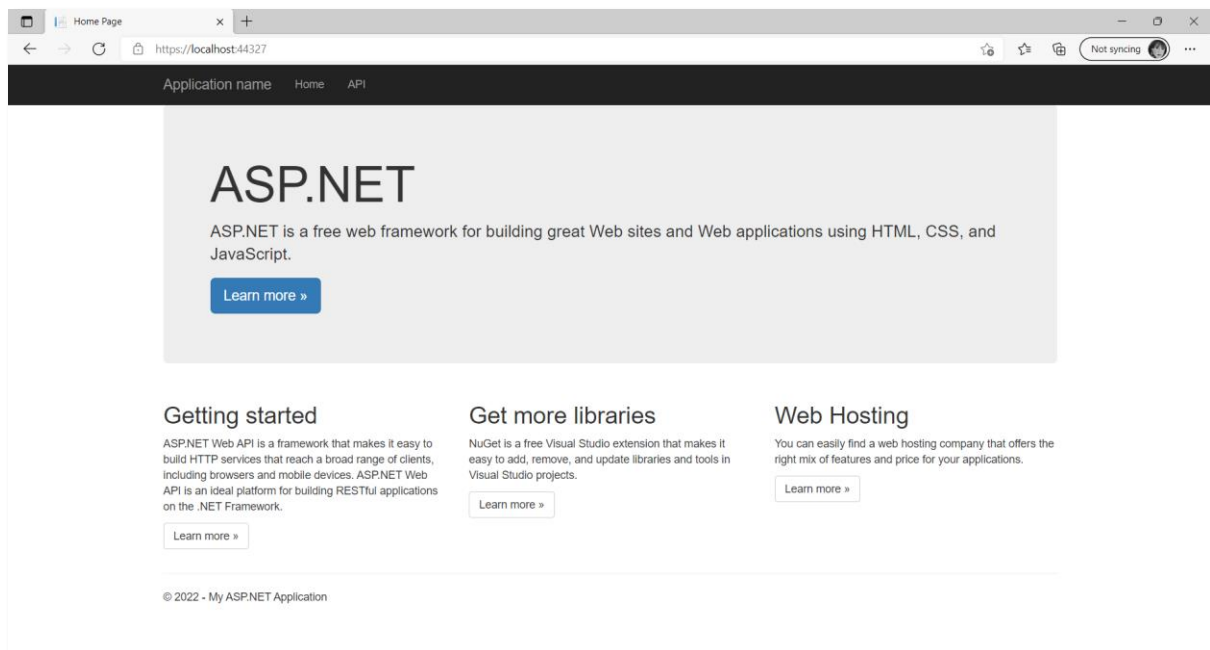 Home Page
https://localhost:44327
Not syncing
Application name Home API
ASP.NET
ASP.NET is a free web framework for building great Web sites and Web applications using HTML, CSS, and
JavaScript.
Learn more »
Getting started
ASP.NET Web API is a framework that makes it easy to
build HTTP services that reach a broad range of clients,
including browsers and mobile devices. ASP.NET Web
API is an ideal platform for building RESTful applications
on the .NET Framework.
Learn more »
Get more libraries
NuGet is a free Visual Studio extension that makes it
easy to add, remove, and update libraries and tools in
Visual Studio projects.
Learn more »
Web Hosting
You can easily find a web hosting company that offers the
right mix of features and price for your applications.
Learn more »
© 2022 - My ASP.NET Application